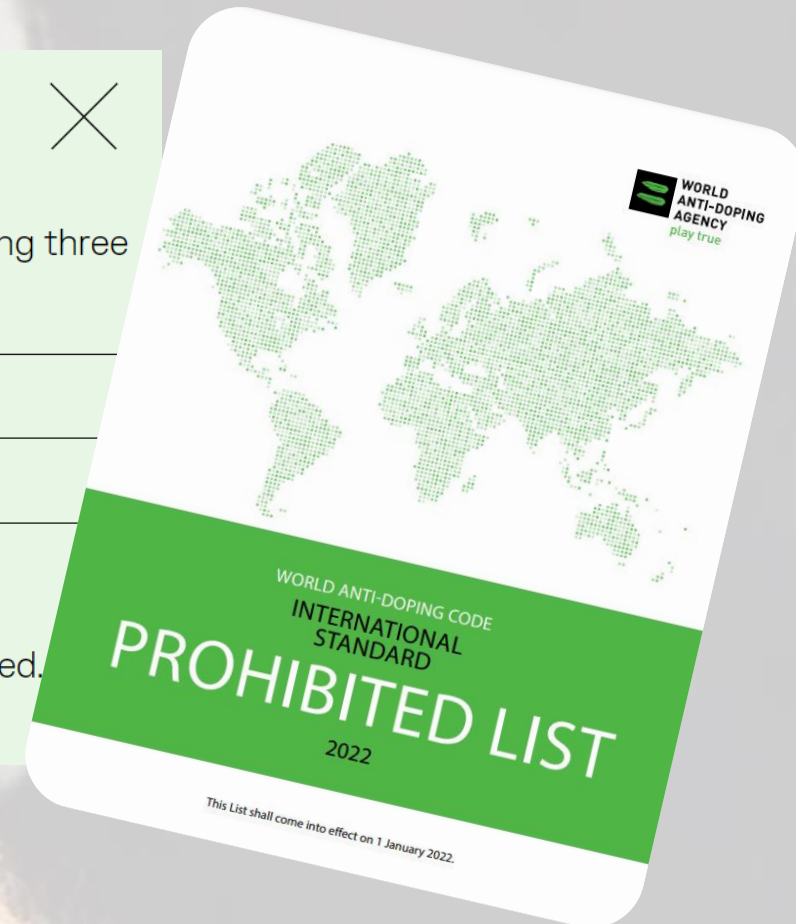 ng three
ed.
WORLD
ANTI-DOPING
AGENCY
play true
WORLD ANTI-DOPING CODE
INTERNATIONAL
STANDARD
PROHIBITED LIST
2022
This List shall come into effect on 1 January 2022.